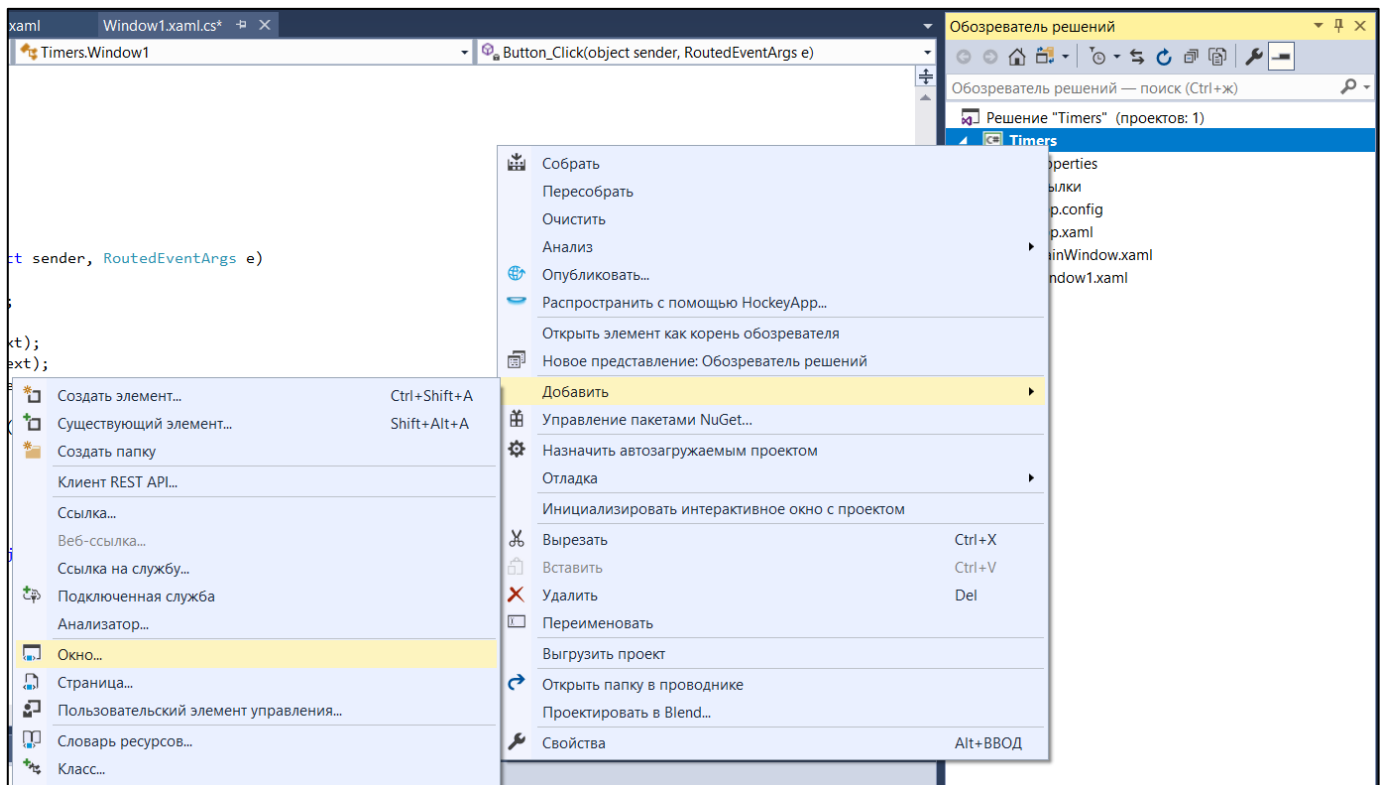 xaml
Window1.xaml.cs*
Timers.Window1
Button_Click(object sender, RoutedEventArgs e)
ct sender, RoutedEventArgs e)
;
xt);
ext);
Обозреватель решений
Обозреватель решений — поиск (Ctrl+ж)
Решение "Timers" (проектов: 1)
C# Timers
operties
ылки
p.config
p.xaml
inWindow.xaml
ndow1.xaml
Собрать
Пересобрать
Очистить
Анализ
Опубликовать...
Распространить с помощью HockeyApp...
Открыть элемент как корень обозревателя
Новое представление: Обозреватель решений
Добавить
Управление пакетами NuGet...
Назначить автозагружаемым проектом
Отладка
Инициализировать интерактивное окно с проектом
Вырезать Ctrl+X
Вставить Ctrl+V
Удалить Del
Переименовать
Выгрузить проект
Открыть папку в проводнике
Проектировать в Blend...
Свойства Alt+ВВОД
Создать элемент... Ctrl+Shift+A
Существующий элемент... Shift+Alt+A
Создать папку
Клиент REST API...
Ссылка...
Веб-ссылка...
Ссылка на службу...
Подключенная служба
Анализатор...
Окно...
Страница...
Пользовательский элемент управления...
Словарь ресурсов...
Класс...